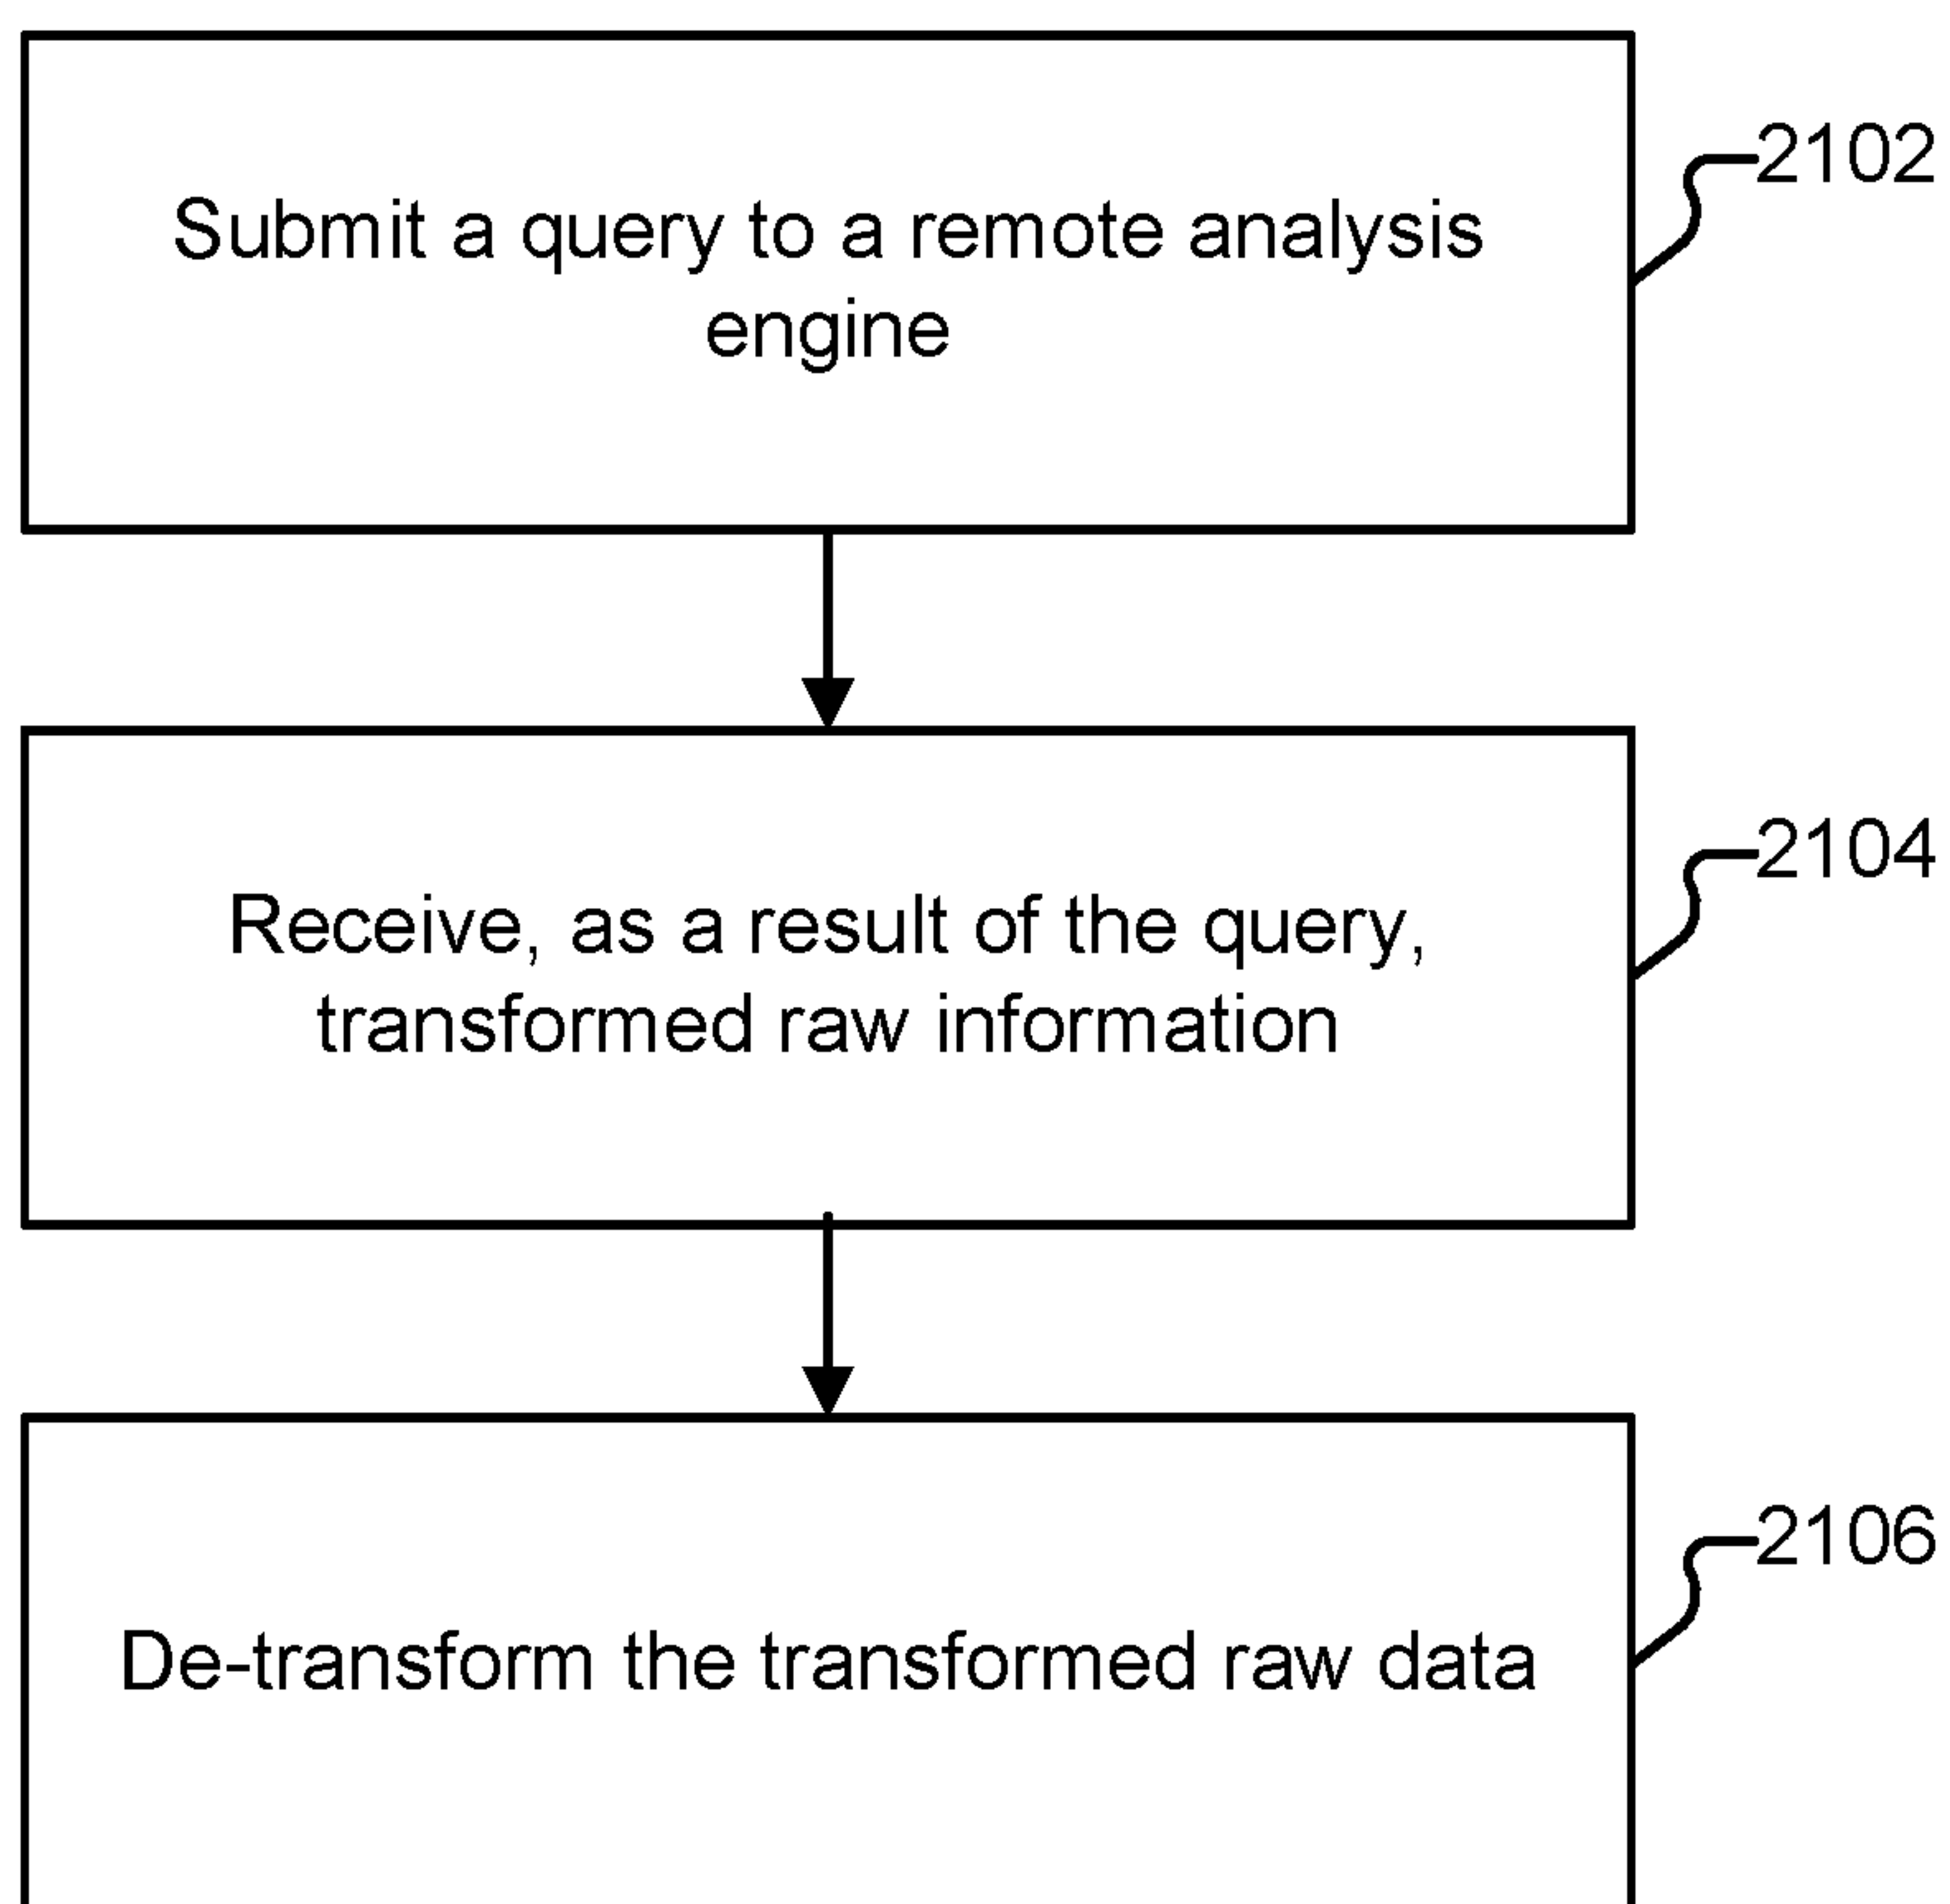 Submit a query to a remote analysis
engine
2102
Receive, as a result of the query,
transformed raw information
2104
De-transform the transformed raw data
2106